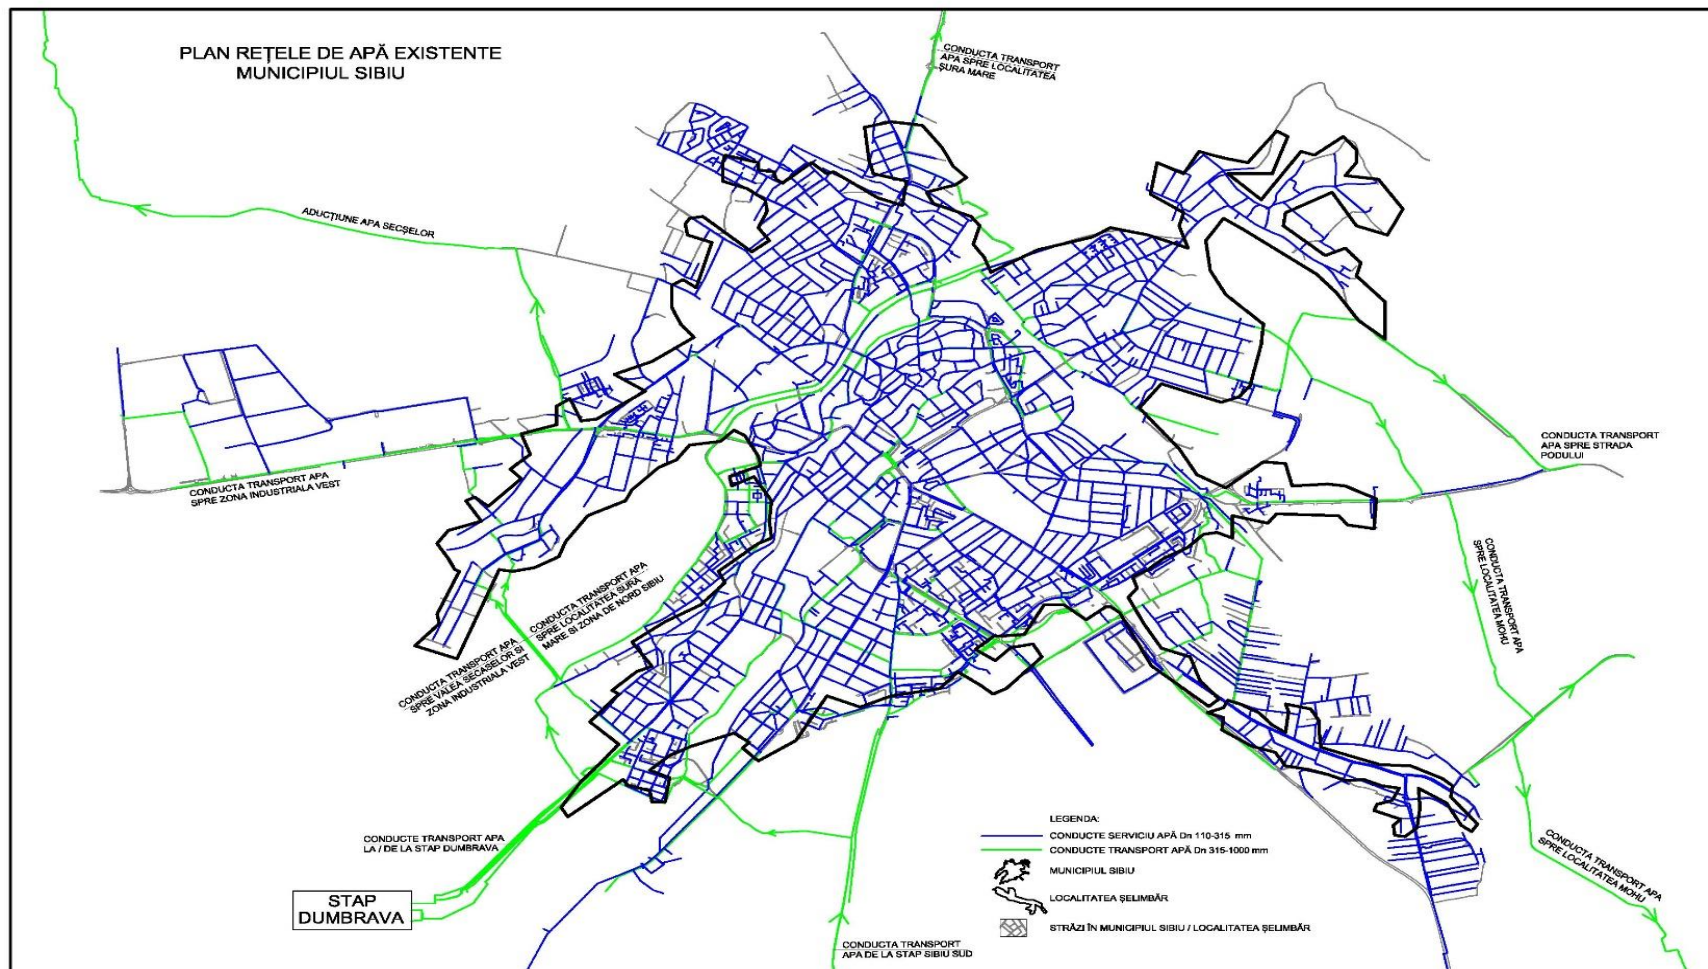 PLAN REȚELE DE APĂ EXISTENTE
MUNICIPIUL SIBIU
CONDUCTA TRANSPORT
APA SPRE LOCALITATEA
ȘURA MARE
ADUCȚIUNE APA SECȘELOR
CONDUCTA TRANSPORT APA
SPRE ZONA INDUSTRIALA VEST
CONDUCTA TRANSPORT
APA SPRE STRADA
PODULUI
CONDUCTA TRANSPORT APA
SPRE LOCALITATEA MOHU
CONDUCTA TRANSPORT APA
SPRE LOCALITATEA SURA
MARE SI ZONA DE NORD SIBIU
CONDUCTA TRANSPORT APA
SPRE VALEA SECASELOR SI
ZONA INDUSTRIALA VEST
CONDUCTE TRANSPORT APA
LA / DE LA STAP DUMBRAVA
STAP
DUMBRAVA
CONDUCTA TRANSPORT
APA DE LA STAP SIBIU SUD
CONDUCTA TRANSPORT APA
SPRE LOCALITATEA MOHU
LEGENDA:
CONDUCTE SERVICIU APĂ Dn 110-315 mm
CONDUCTE TRANSPORT APĂ Dn 315-1000 mm
MUNICIPIUL SIBIU
LOCALITATEA ȘELIMBĂR
STRĂZI ÎN MUNICIPIUL SIBIU / LOCALITATEA ȘELIMBĂR